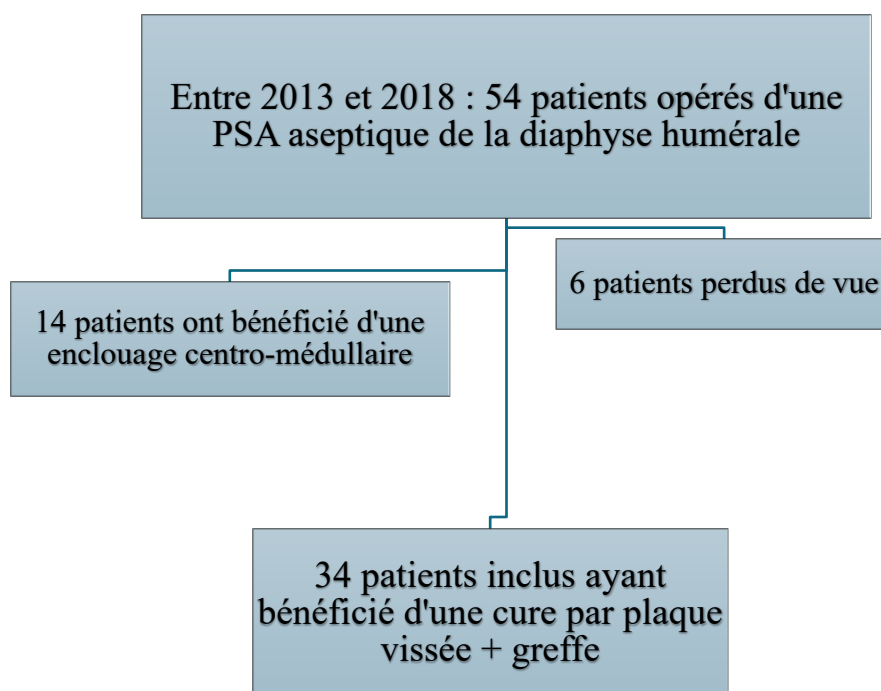 Entre 2013 et 2018 : 54 patients opérés d'une
PSA aseptique de la diaphyse humérale
6 patients perdus de vue
14 patients ont bénéficié d'une
enclouage centro-médullaire
34 patients inclus ayant
bénéficié d'une cure par plaque
vissée + greffe